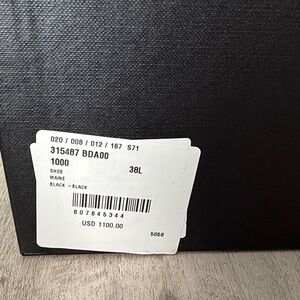 020 / 008 / 012 / 167 S71
315487 BDA00
1000
SHOE 38L
MAINE
BLACK - BLACK
807645344
USD 1100.00
5058